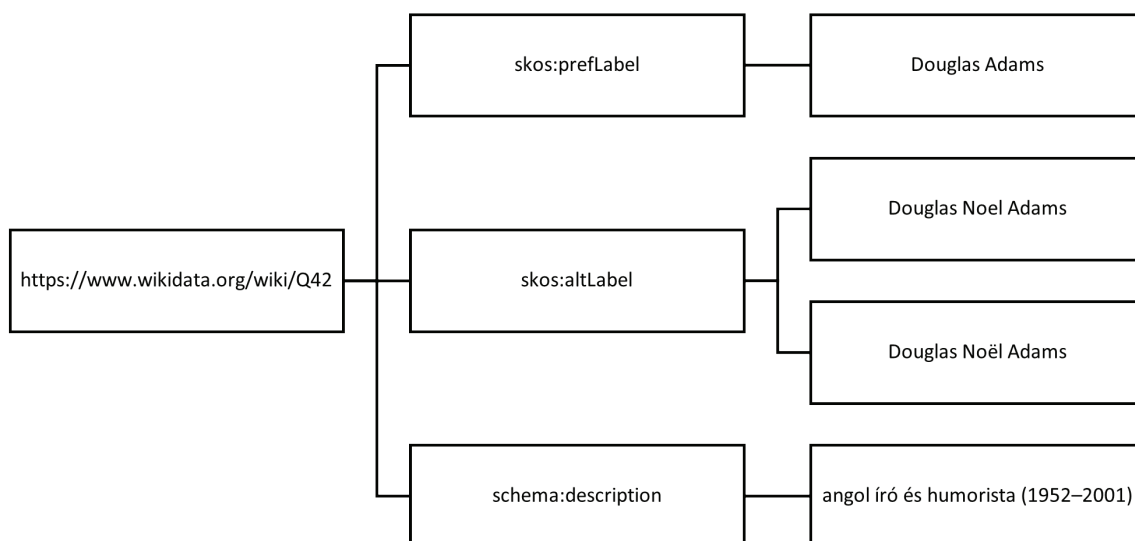 https://www.wikidata.org/wiki/Q42
skos:prefLabel
Douglas Adams
skos:altLabel
Douglas Noel Adams
Douglas Noël Adams
schema:description
angol író és humorista (1952–2001)